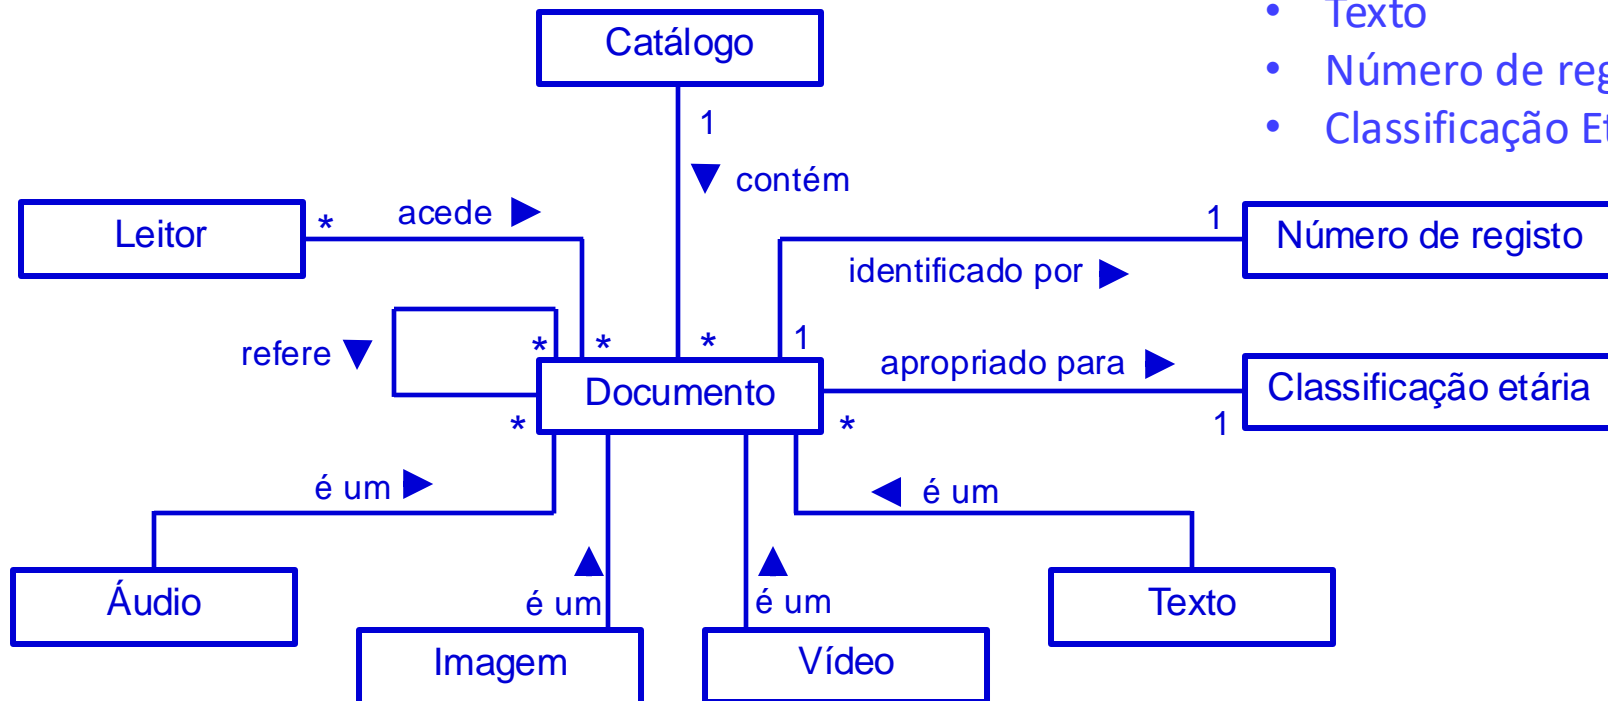 • Texto
Catálogo
• Número de reg
• Classificação Et
1
▼ contém
Leitor
*
acede ►
1
Número de registo
identificado por ►
refere ▼
*
*
*
1
apropriado para ►
Documento
Classificação etária
*
*
1
é um ►
◄ é um
Áudio
é um
é um
Texto
Imagem
Vídeo